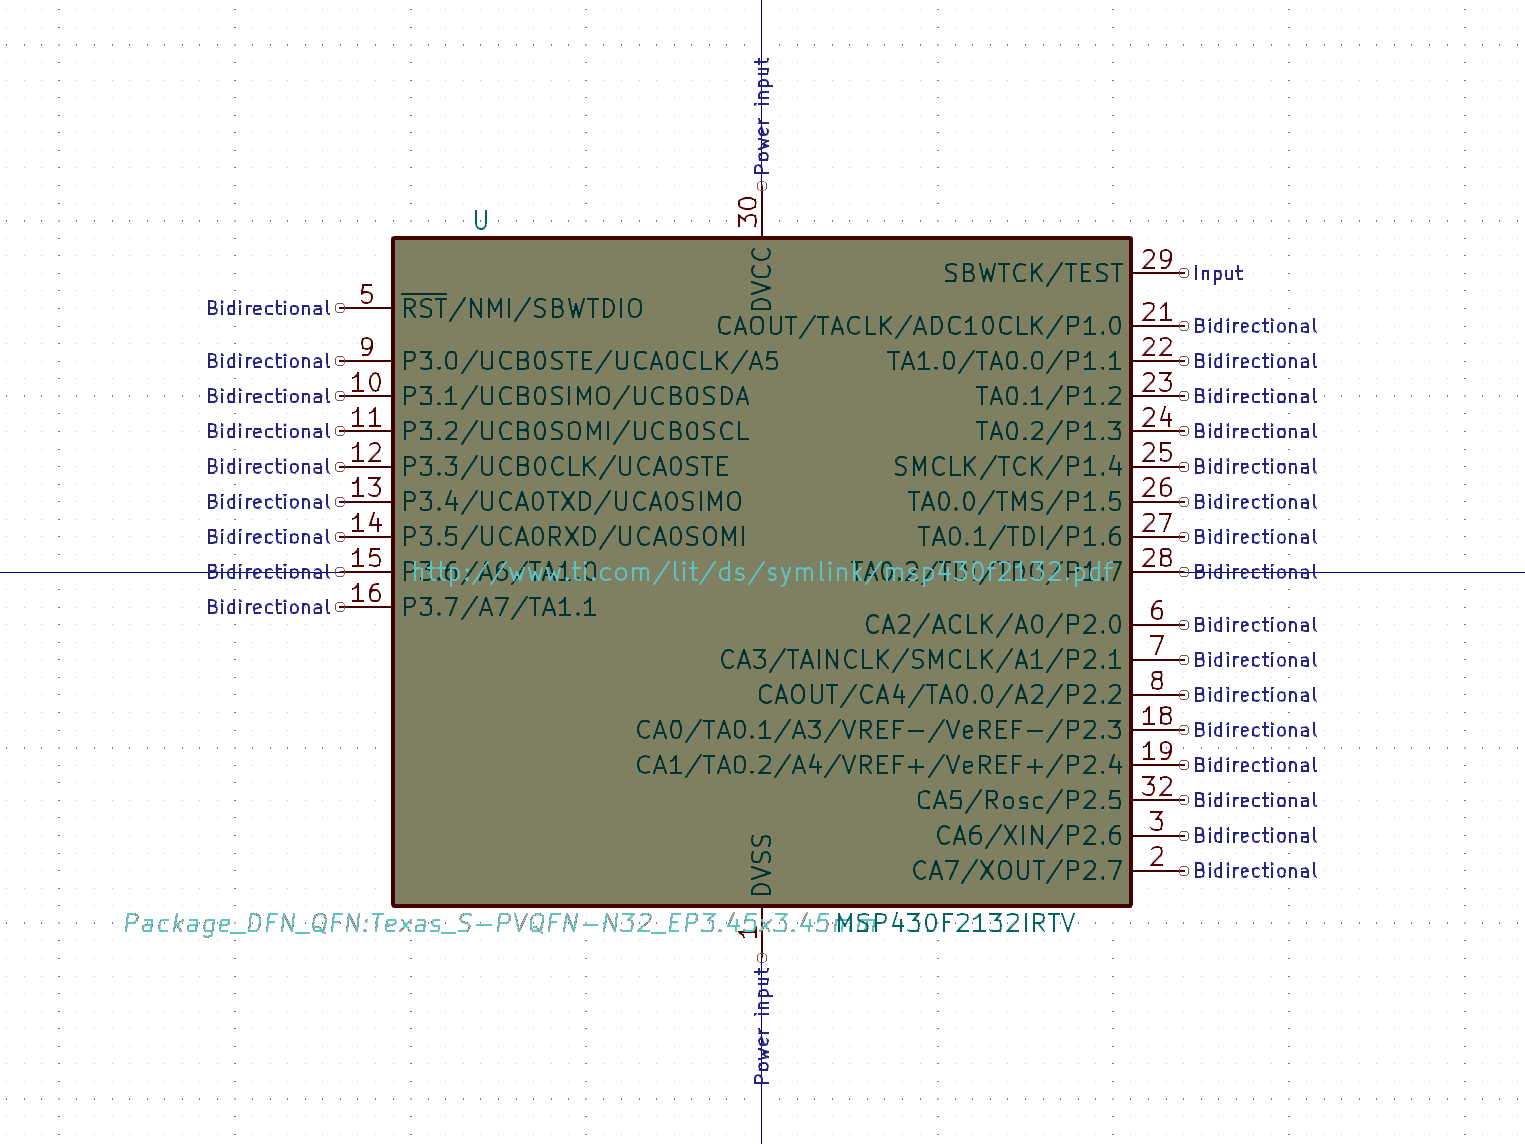 Power input
30
U
DVCC
SBWTCK/TEST 29 Input
Bidirectional 5 RST/NMI/SBWTDIO
CAOUT/TACLK/ADC10CLK/P1.0 21 Bidirectional
Bidirectional 9 P3.0/UCB0STE/UCA0CLK/A5 TA1.0/TA0.0/P1.1 22 Bidirectional
Bidirectional 10 P3.1/UCB0SIMO/UCB0SDA TA0.1/P1.2 23 Bidirectional
Bidirectional 11 P3.2/UCB0SOMI/UCB0SCL TA0.2/P1.3 24 Bidirectional
Bidirectional 12 P3.3/UCB0CLK/UCA0STE SMCLK/TCK/P1.4 25 Bidirectional
Bidirectional 13 P3.4/UCA0TXD/UCA0SIMO TA0.0/TMS/P1.5 26 Bidirectional
Bidirectional 14 P3.5/UCA0RXD/UCA0SOMI TA0.1/TDI/P1.6 27 Bidirectional
Bidirectional 15 P3.6/A6/TA1.0 http://www.ti.com/lit/ds/symlink/msp430f2132.pdf 28 Bidirectional
Bidirectional 16 P3.7/A7/TA1.1
CA2/ACLK/A0/P2.0 6 Bidirectional
CA3/TAINCLK/SMCLK/A1/P2.1 7 Bidirectional
CAOUT/CA4/TA0.0/A2/P2.2 8 Bidirectional
CA0/TA0.1/A3/VREF-/VeREF-/P2.3 18 Bidirectional
CA1/TA0.2/A4/VREF+/VeREF+/P2.4 19 Bidirectional
CA5/Rosc/P2.5 32 Bidirectional
CA6/XIN/P2.6 3 Bidirectional
CA7/XOUT/P2.7 2 Bidirectional
DVSS
Package_DFN_QFN:Texas_S-PVQFN-N32_EP3.45x3.45mm MSP430F2132IRTV
1
Power input